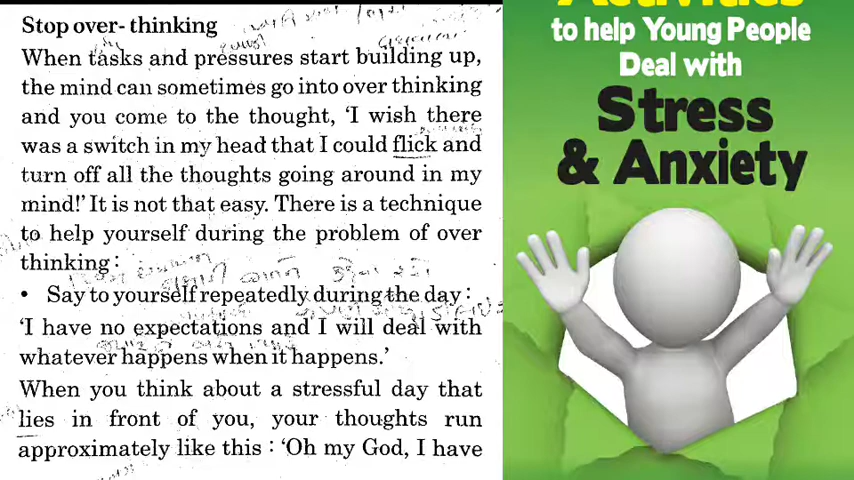 Stop over- thinking
When tasks and pressures start building up,
the mind can sometimes go into over thinking
and you come to the thought, ‘I wish there
was a switch in my head that I could flick and
turn off all the thoughts going around in my
mind!’ It is not that easy. There is a technique
to help yourself during the problem of over
thinking :
• Say to yourself repeatedly during the day :
‘I have no expectations and I will deal with
whatever happens when it happens.’
When you think about a stressful day that
lies in front of you, your thoughts run
approximately like this : ‘Oh my God, I have
Activities
to help Young People
Deal with
Stress
& Anxiety